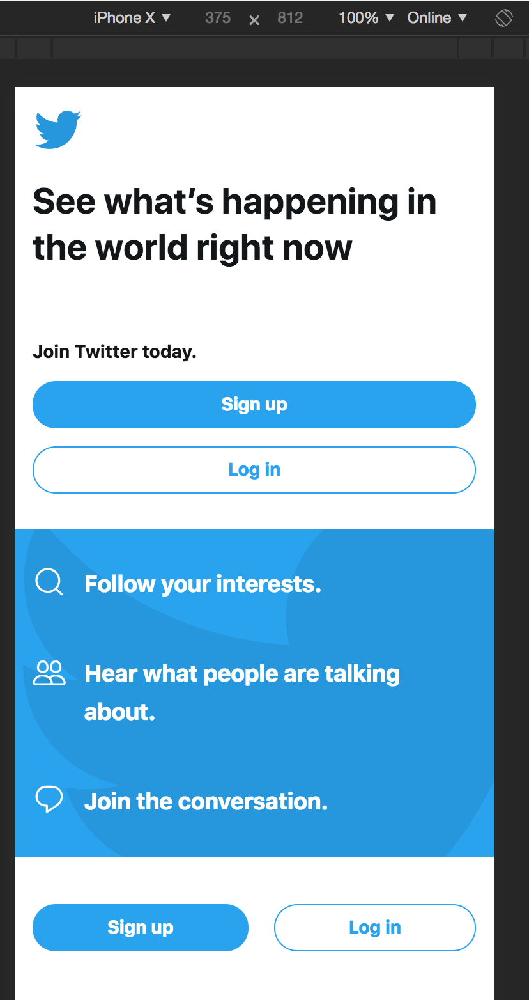 iPhone X ▼ 375 × 812 100% ▼ Online ▼
See what’s happening in
the world right now
Join Twitter today.
Sign up
Log in
Follow your interests.
Hear what people are talking
about.
Join the conversation.
Sign up Log in